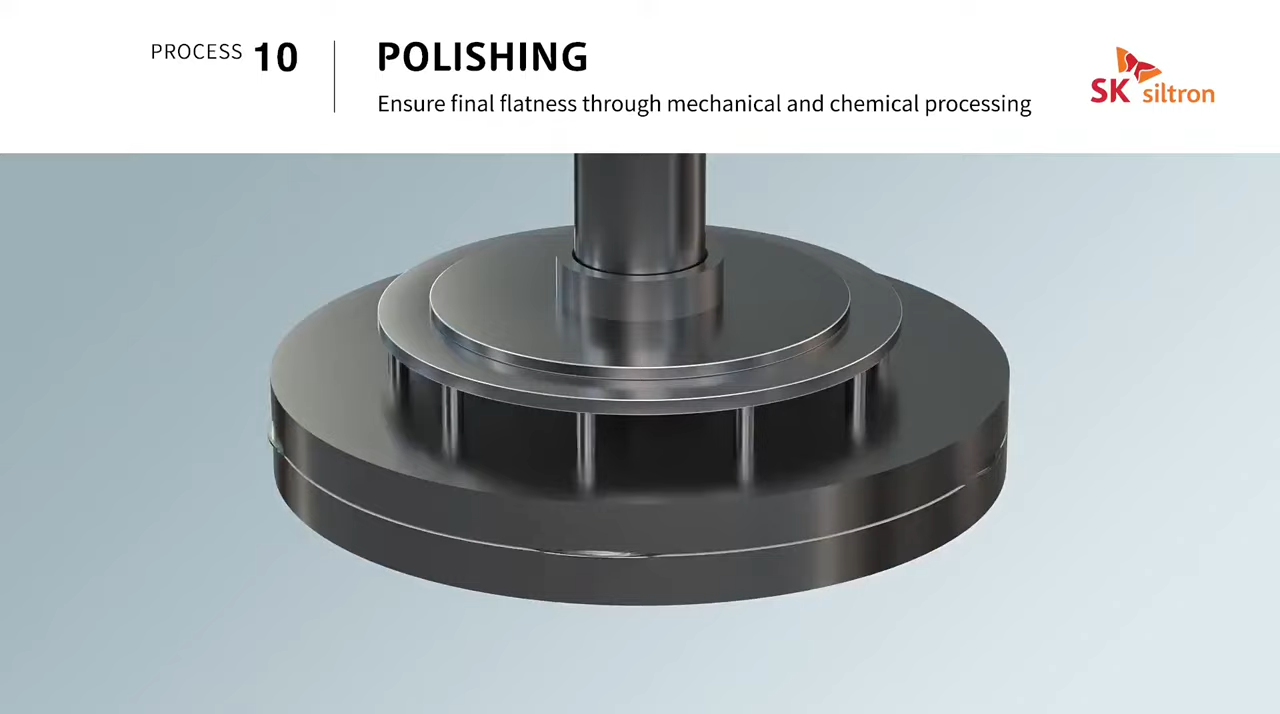 PROCESS 10
POLISHING
Ensure final flatness through mechanical and chemical processing
SK siltron